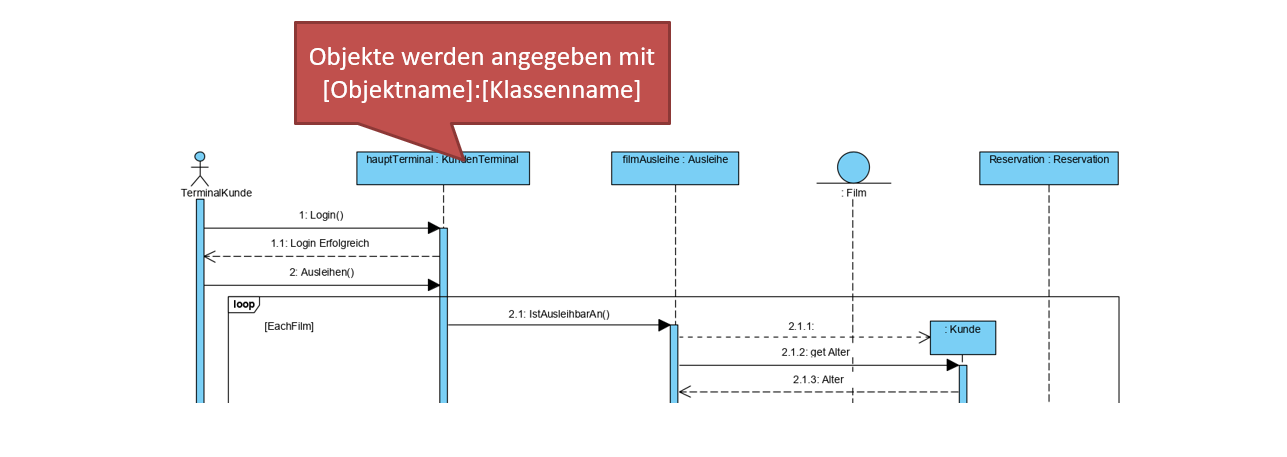 Objekte werden angegeben mit
[Objektname]:[Klassenname]
hauptTerminal : KundenTerminal
filmAusleihe : Ausleihe
Reservation : Reservation
TerminalKunde
: Film
1: Login()
1.1: Login Erfolgreich
2: Ausleihen()
loop
[EachFilm]
2.1: IstAusleihbarAn()
2.1.1:
: Kunde
2.1.2: get Alter
2.1.3: Alter